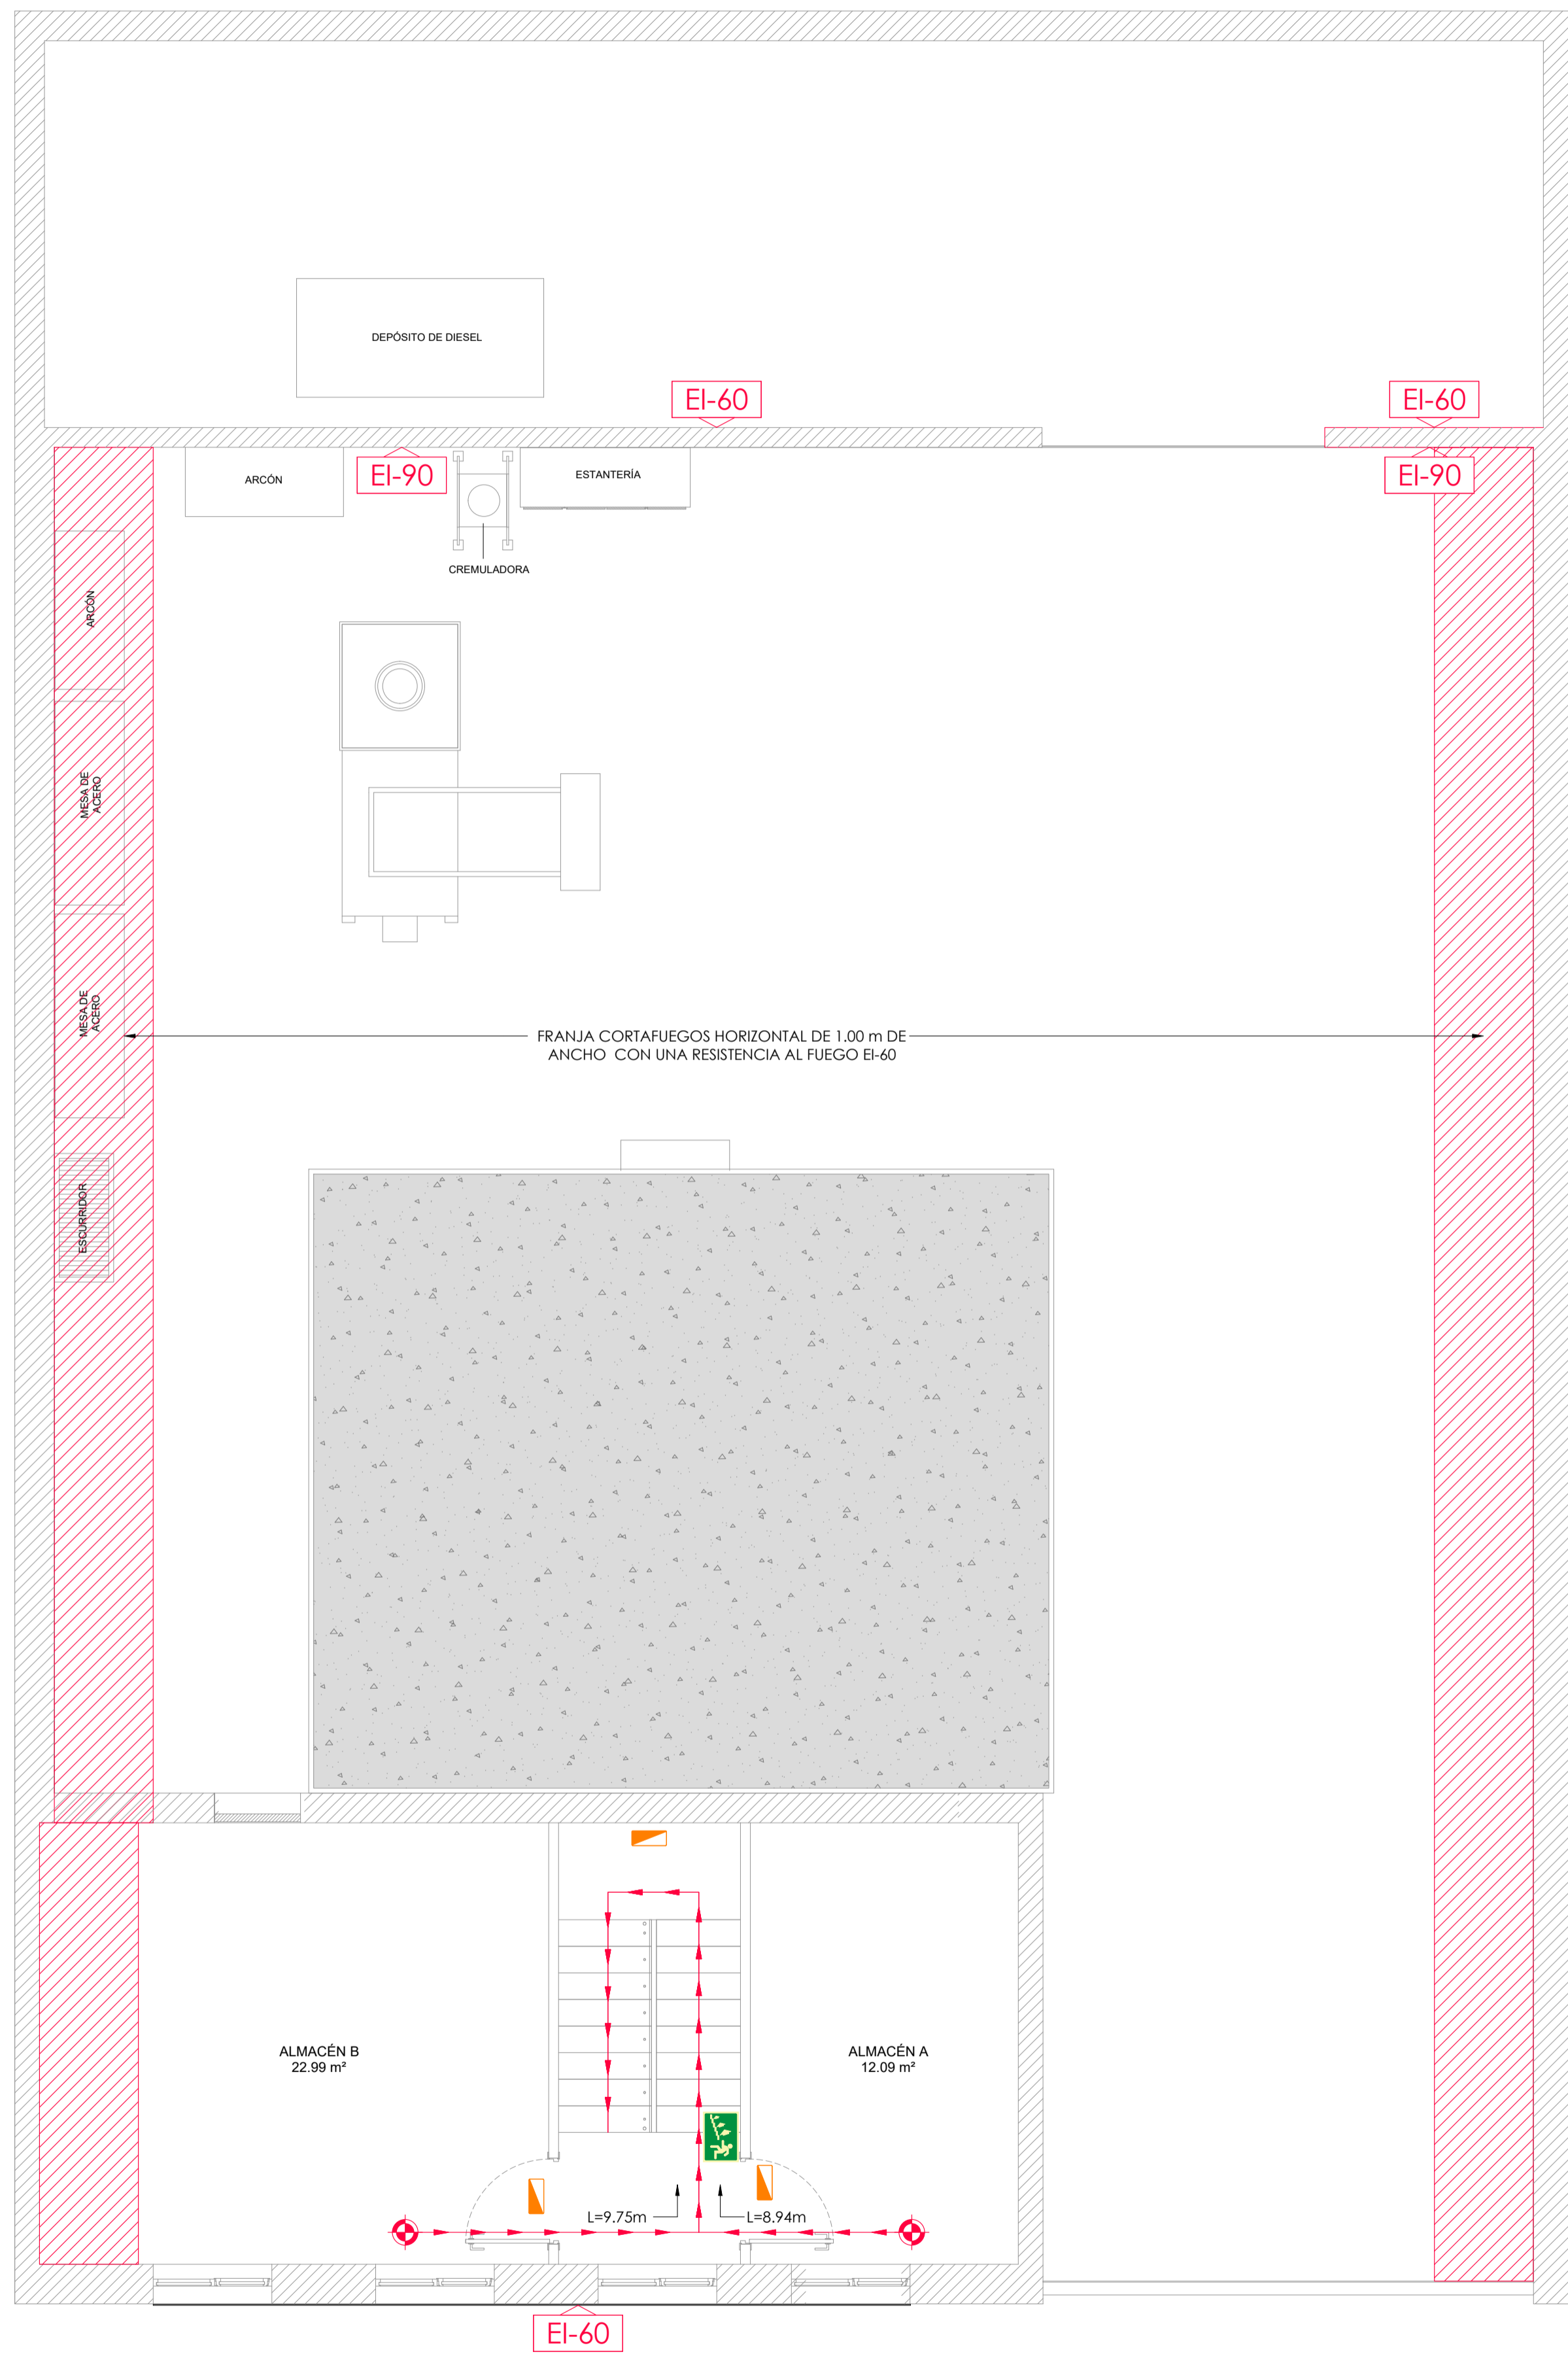 DEPÓSITO DE DIESEL
EI-60
EI-60
ARCÓN
EI-90
ESTANTERÍA
EI-90
CREMULADORA
ARCÓN
MESA DE
ACERO
MESA DE
ACERO
FRANJA CORTAFUEGOS HORIZONTAL DE 1.00 m DE
ANCHO CON UNA RESISTENCIA AL FUEGO EI-60
ESCURRIDOR
ALMACÉN B
22.99 m²
ALMACÉN A
12.09 m²
L=9.75m
L=8.94m
EI-60